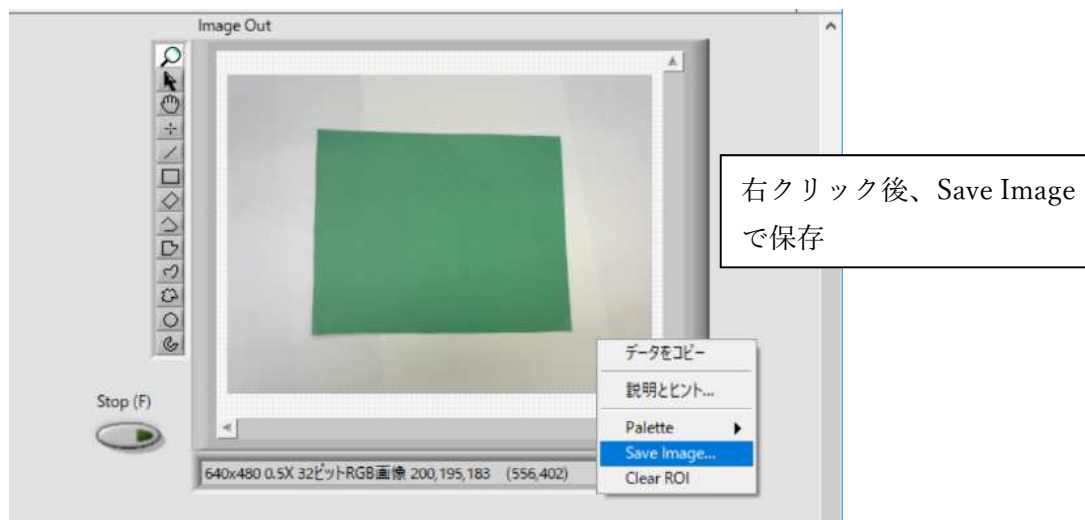 Image Out
右クリック後、Save Image
で保存
データをコピー
説明とヒント...
Stop (F)
Palette
Save Image...
Clear ROI
640x480 0.5X 32ビットRGB画像 200,195,183 (556,402)